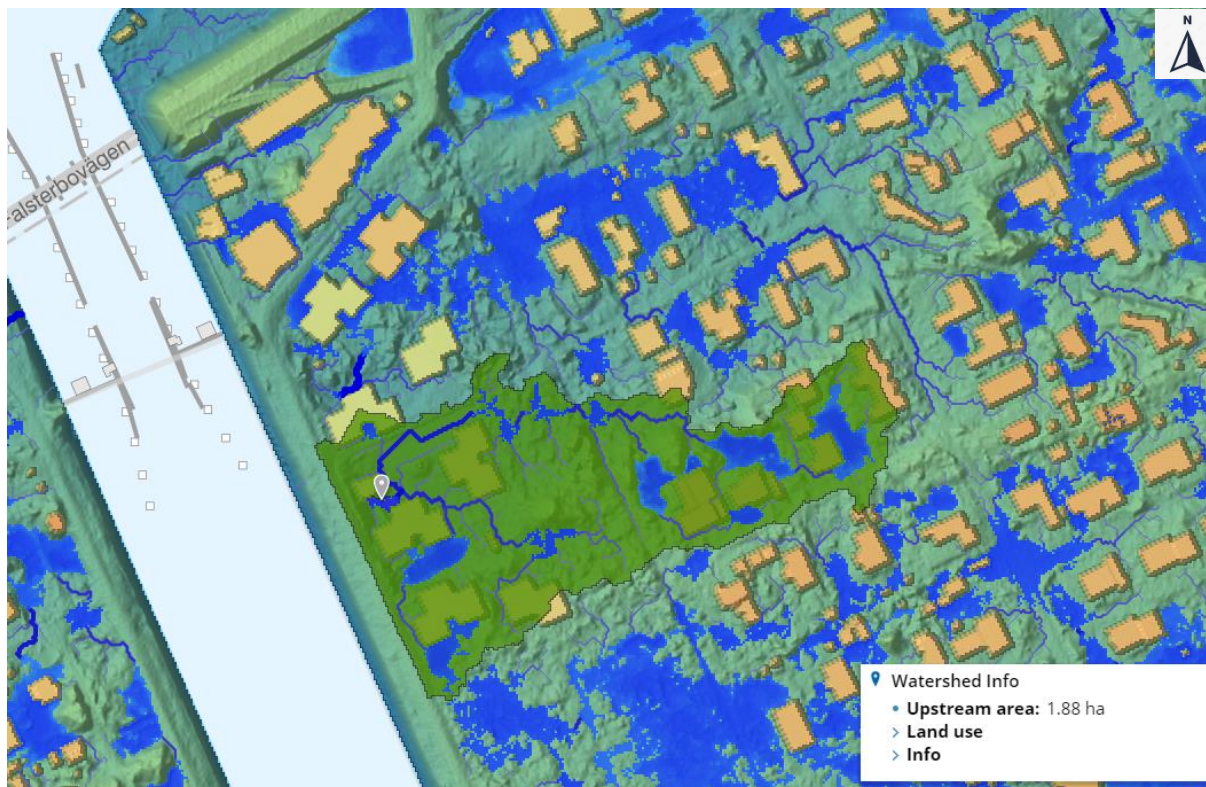 N
alsterbovägen
Watershed Info
Upstream area: 1.88 ha
Land use
Info